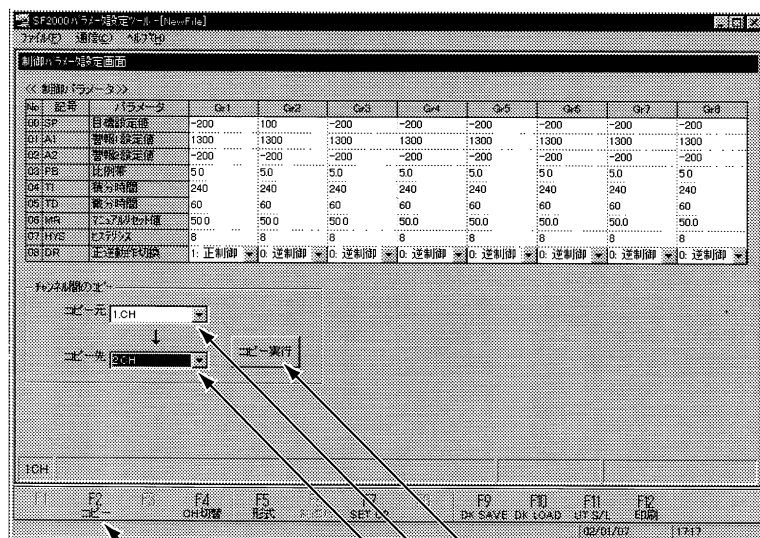 SF2000 パラメータ設定ツール - [NewFile]
ファイル(F) 通信(C) ヘルプ(H)
制御パラメータ設定画面
<< 制御パラメータ >>
No 記号 パラメータ Gr1 Gr2 Gr3 Gr4 Gr5 Gr6 Gr7 Gr8
00 SP 目標設定値 -200 100 -200 -200 -200 -200 -200 -200
01 A1 警報1設定値 1300 1300 1300 1300 1300 1300 1300 1300
02 A2 警報2設定値 -200 -200 -200 -200 -200 -200 -200 -200
03 PB 比例帯 5.0 5.0 5.0 5.0 5.0 5.0 5.0 5.0
04 TI 積分時間 240 240 240 240 240 240 240 240
05 TD 微分時間 60 60 60 60 60 60 60 60
06 MR マニュアルリセット値 50.0 50.0 50.0 50.0 50.0 50.0 50.0 50.0
07 HYS ヒステリシス 8 8 8 8 8 8 8 8
08 DR 正逆動作切換 1: 正制御 0: 逆制御 0: 逆制御 0: 逆制御 0: 逆制御 0: 逆制御 0: 逆制御 0: 逆制御
チャンネル間のコピー
コピー元 1.CH
↓
コピー先 2.CH
コピー実行
1CH
F1 F2 F3 F4 F5 F7 F9 F10 F11 F12
コピー CH切替 形式 SET UP DK SAVE DK LOAD UT S/L 印刷
02/01/07 17:17